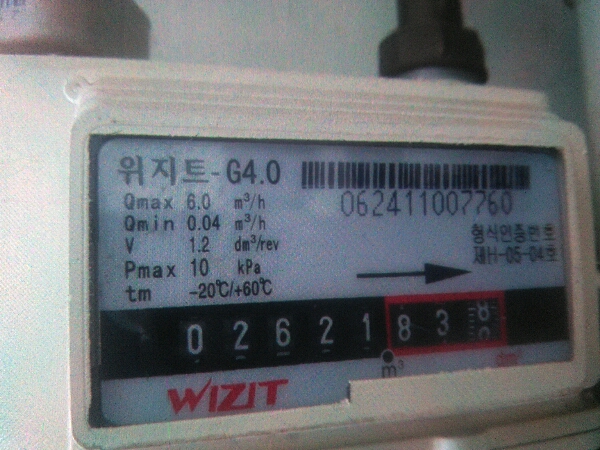 위지트-G4.0
062411007760
Qmax 6.0 m³/h
Qmin 0.04 m³/h
V 1.2 dm³/rev
Pmax 10 kPa
tm -20℃/+60℃
형식인증번호
제H-05-04호
0 2 6 2 1 8 3
m³
WIZIT